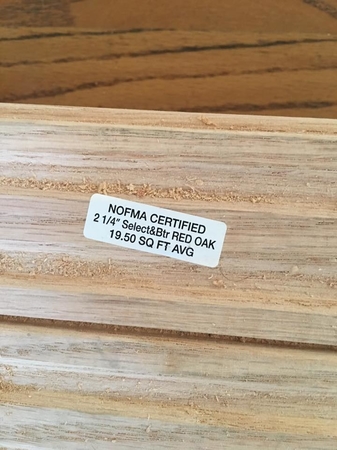 NOFMA CERTIFIED
2 1/4" Select&Btr RED OAK
19.50 SQ FT AVG